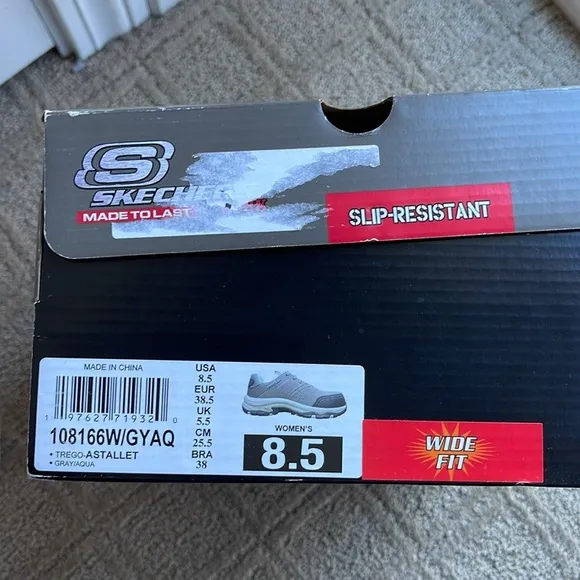 S
SKECHE
MADE TO LAST
SLIP-RESISTANT
MADE IN CHINA
1 97627 71932 0
108166W/GYAQ
• TREGO-ASTALLET
• GRAY/AQUA
USA
8.5
EUR
38.5
UK
5.5
CM
25.5
BRA
38
WOMEN'S
8.5
WIDE
FIT